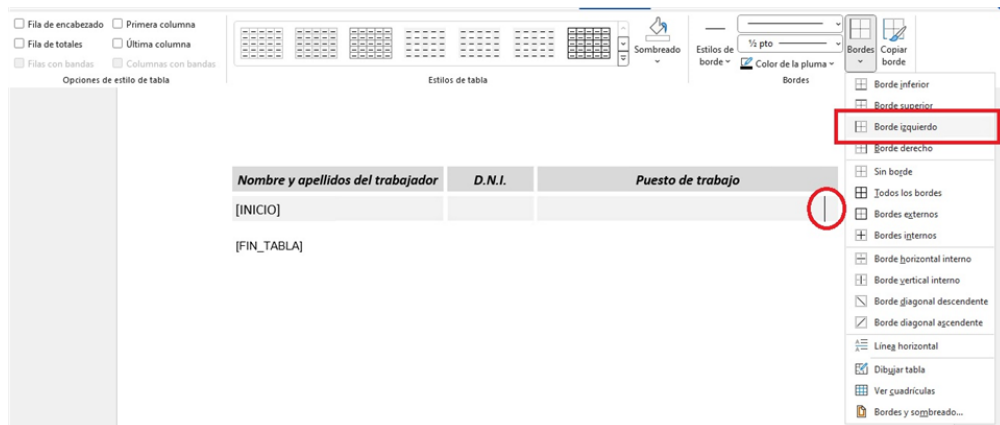 Fila de encabezado
Primera columna
Fila de totales
Última columna
Filas con bandas
Columnas con bandas
Opciones de estilo de tabla
Estilos de tabla
Sombreado
Estilos de borde
½ pto
Color de la pluma
Bordes
Bordes
Copiar borde
Borde inferior
Borde superior
Borde izquierdo
Borde derecho
Sin borde
Todos los bordes
Bordes externos
Bordes internos
Borde horizontal interno
Borde vertical interno
Borde diagonal descendente
Borde diagonal ascendente
Línea horizontal
Dibujar tabla
Ver cuadrículas
Bordes y sombreado...
Nombre y apellidos del trabajador
D.N.I.
Puesto de trabajo
[INICIO]
[FIN_TABLA]